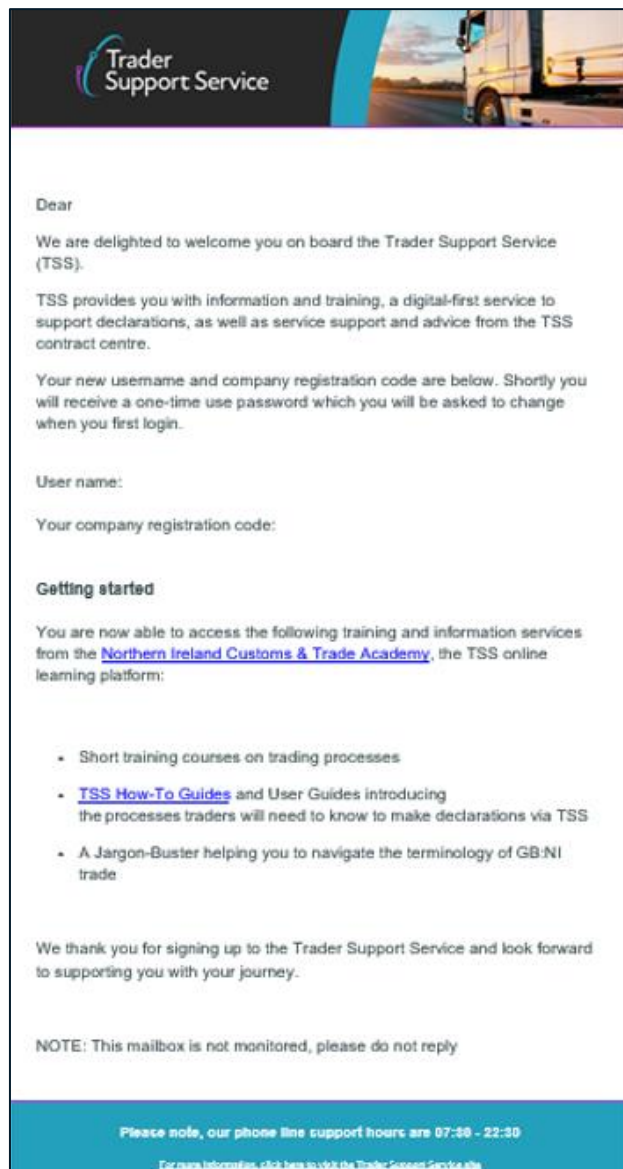 Trader
Support Service
Dear
We are delighted to welcome you on board the Trader Support Service
(TSS).
TSS provides you with information and training, a digital-first service to
support declarations, as well as service support and advice from the TSS
contract centre.
Your new username and company registration code are below. Shortly you
will receive a one-time use password which you will be asked to change
when you first login.
User name:
Your company registration code:
Getting started
You are now able to access the following training and information services
from the Northern Ireland Customs & Trade Academy, the TSS online
learning platform:
• Short training courses on trading processes
• TSS How-To Guides and User Guides introducing
the processes traders will need to know to make declarations via TSS
• A Jargon-Buster helping you to navigate the terminology of GB:NI
trade
We thank you for signing up to the Trader Support Service and look forward
to supporting you with your journey.
NOTE: This mailbox is not monitored, please do not reply
Please note, our phone line support hours are 07:30 - 22:30
For more information, click here to visit the Trader Support Service site